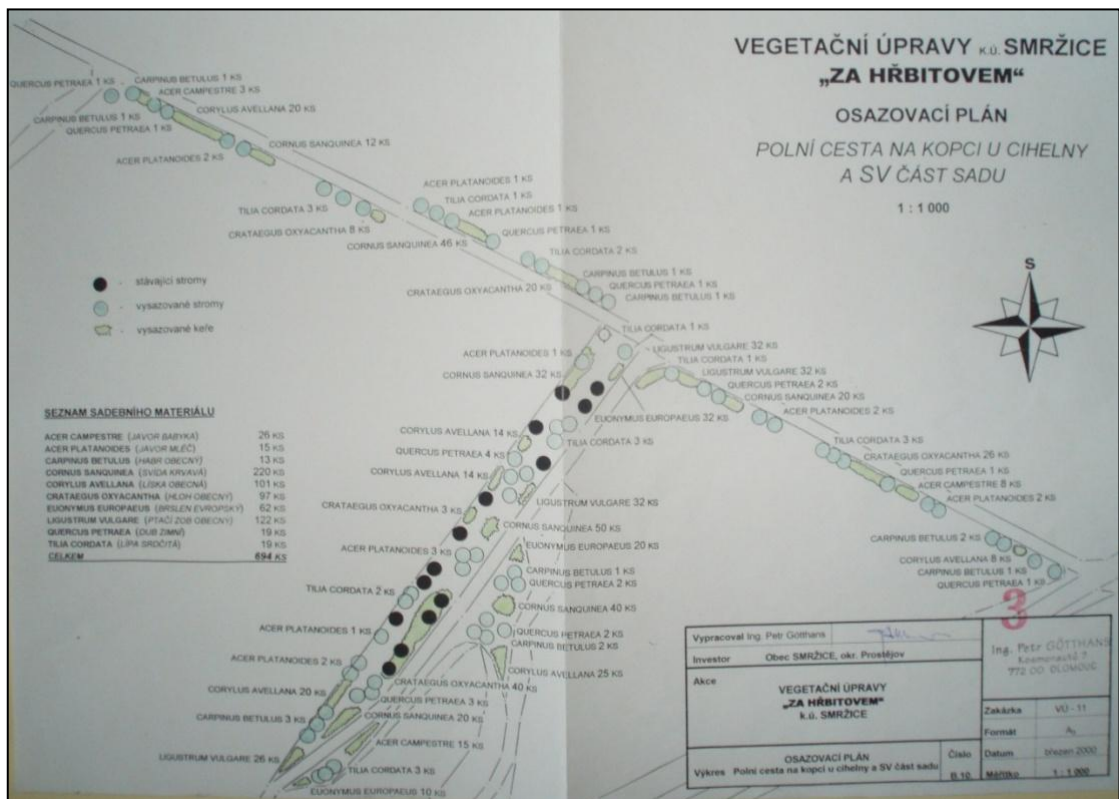 VEGETAČNÍ ÚPRAVY K.Ú. SMRŽICE
„ZA HŘBITOVEM“
OSAZOVACÍ PLÁN
POLNÍ CESTA NA KOPCI U CIHELNY
A SV ČÁST SADU
1 : 1 000
S
QUERCUS PETRAEA 1 KS
CARPINUS BETULUS 1 KS
ACER CAMPESTRE 3 KS
CORYLUS AVELLANA 20 KS
CARPINUS BETULUS 1 KS
QUERCUS PETRAEA 1 KS
CORNUS SANQUINEA 12 KS
ACER PLATANOIDES 2 KS
ACER PLATANOIDES 1 KS
TILIA CORDATA 1 KS
TILIA CORDATA 3 KS
ACER PLATANOIDES 1 KS
CRATAEGUS OXYACANTHA 8 KS
QUERCUS PETRAEA 1 KS
CORNUS SANQUINEA 46 KS
TILIA CORDATA 2 KS
CARPINUS BETULUS 1 KS
QUERCUS PETRAEA 1 KS
CRATAEGUS OXYACANTHA 20 KS
CARPINUS BETULUS 1 KS
- stávající stromy
- vysazované stromy
- vysazované keře
TILIA CORDATA 1 KS
LIGUSTRUM VULGARE 32 KS
ACER PLATANOIDES 1 KS
TILIA CORDATA 1 KS
CORNUS SANQUINEA 32 KS
LIGUSTRUM VULGARE 32 KS
QUERCUS PETRAEA 2 KS
CORNUS SANQUINEA 20 KS
ACER PLATANOIDES 2 KS
EUONYMUS EUROPAEUS 32 KS
CORYLUS AVELLANA 14 KS
TILIA CORDATA 3 KS
TILIA CORDATA 3 KS
QUERCUS PETRAEA 4 KS
CRATAEGUS OXYACANTHA 26 KS
CORYLUS AVELLANA 14 KS
QUERCUS PETRAEA 1 KS
ACER CAMPESTRE 8 KS
ACER PLATANOIDES 2 KS
LIGUSTRUM VULGARE 32 KS
CRATAEGUS OXYACANTHA 3 KS
CORNUS SANQUINEA 50 KS
CARPINUS BETULUS 2 KS
EUONYMUS EUROPAEUS 20 KS
ACER PLATANOIDES 3 KS
CORYLUS AVELLANA 8 KS
CARPINUS BETULUS 1 KS
CARPINUS BETULUS 1 KS
QUERCUS PETRAEA 2 KS
QUERCUS PETRAEA 1 KS
TILIA CORDATA 2 KS
CORNUS SANQUINEA 40 KS
ACER PLATANOIDES 1 KS
QUERCUS PETRAEA 2 KS
CARPINUS BETULUS 2 KS
ACER PLATANOIDES 2 KS
CORYLUS AVELLANA 25 KS
CRATAEGUS OXYACANTHA 40 KS
CORYLUS AVELLANA 20 KS
QUERCUS PETRAEA 3 KS
CORNUS SANQUINEA 20 KS
CARPINUS BETULUS 3 KS
ACER CAMPESTRE 15 KS
LIGUSTRUM VULGARE 26 KS
TILIA CORDATA 3 KS
EUONYMUS EUROPAEUS 10 KS
SEZNAM SADEBNÍHO MATERIÁLU
ACER CAMPESTRE (JAVOR BABYKA) 26 KS
ACER PLATANOIDES (JAVOR MLÉČ) 15 KS
CARPINUS BETULUS (HABR OBECNÝ) 13 KS
CORNUS SANQUINEA (SVÍDA KRVAVÁ) 220 KS
CORYLUS AVELLANA (LÍSKA OBECNÁ) 101 KS
CRATAEGUS OXYACANTHA (HLOH OBECNÝ) 97 KS
EUONYMUS EUROPAEUS (BRSLEN EVROPSKÝ) 62 KS
LIGUSTRUM VULGARE (PTAČÍ ZOB OBECNÝ) 122 KS
QUERCUS PETRAEA (DUB ZIMNÍ) 19 KS
TILIA CORDATA (LÍPA SRDČITÁ) 19 KS
CELKEM 694 KS
3
Vypracoval Ing. Petr Götthans
Investor Obec SMRŽICE, okr. Prostějov
Akce
VEGETAČNÍ ÚPRAVY
„ZA HŘBITOVEM“
k.ú. SMRŽICE
OSAZOVACÍ PLÁN
Výkres Polní cesta na kopci u cihelny a SV část sadu
Číslo
B.10.
Ing. Petr GÖTTHANS
Kosmonautů 7
772 00 OLOMOUC
Zakázka VÚ - 11
Formát A3
Datum březen 2000
Měřítko 1 : 1 000